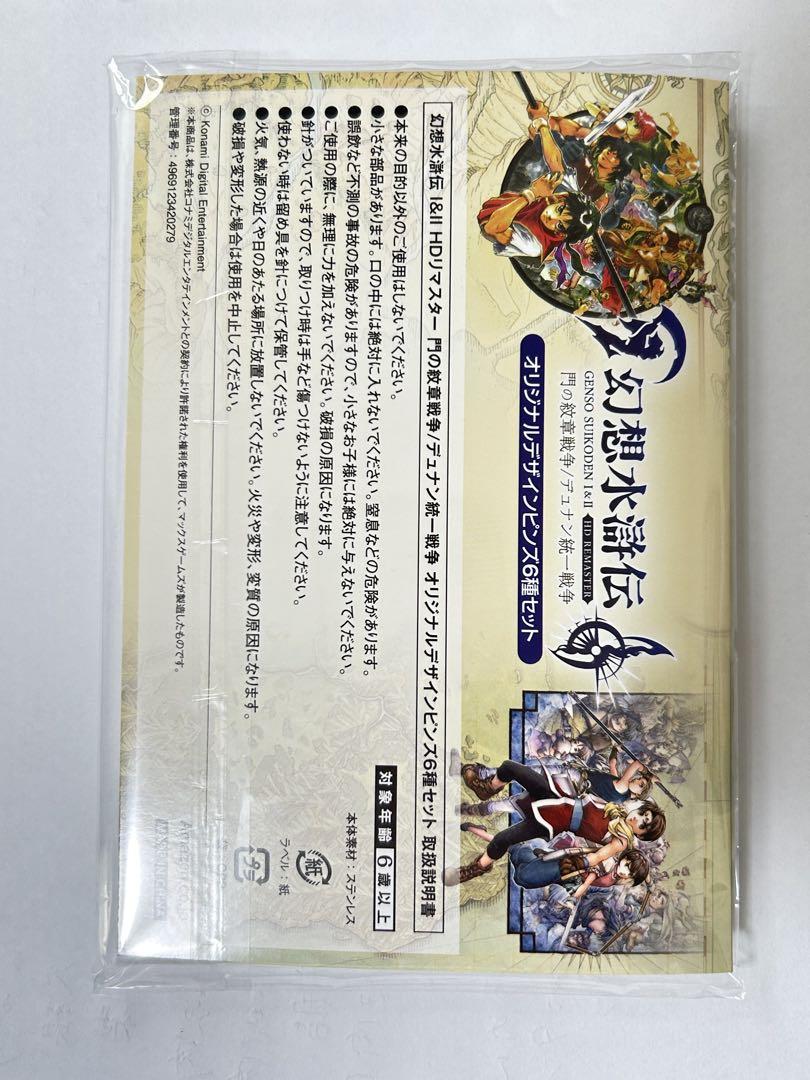 幻想水滸伝
GENSO SUIKODEN I&II HD REMASTER
門の紋章戦争/デュナン統一戦争
オリジナルデザインピンズ6種セット
幻想水滸伝 I&II HDリマスター 門の紋章戦争/デュナン統一戦争 オリジナルデザインピンズ6種セット 取扱説明書
●本来の目的以外のご使用はしないでください。
●小さな部品があります。口の中には絶対に入れないでください。窒息などの危険があります。
●誤飲など不測の事故の危険がありますので、小さなお子様には絶対に与えないでください。
●ご使用の際に、無理に力を加えないでください。破損の原因になります。
●針がついていますので、取りつけ時は手など傷つけないように注意してください。
●使わない時は留め具を針につけて保管してください。
●火気、熱源の近くや日のあたる場所に放置しないでください。火災や変形、変質の原因になります。
●破損や変形した場合は使用を中止してください。
対象年齢 6歳以上
本体素材：ステンレス
紙
ラベル：紙
プラ
© Konami Digital Entertainment
※本商品は、株式会社コナミデジタルエンタテインメントとの契約により許諾された権利を使用して、マックスゲームズが製造したものです。
管理番号：4969123420279